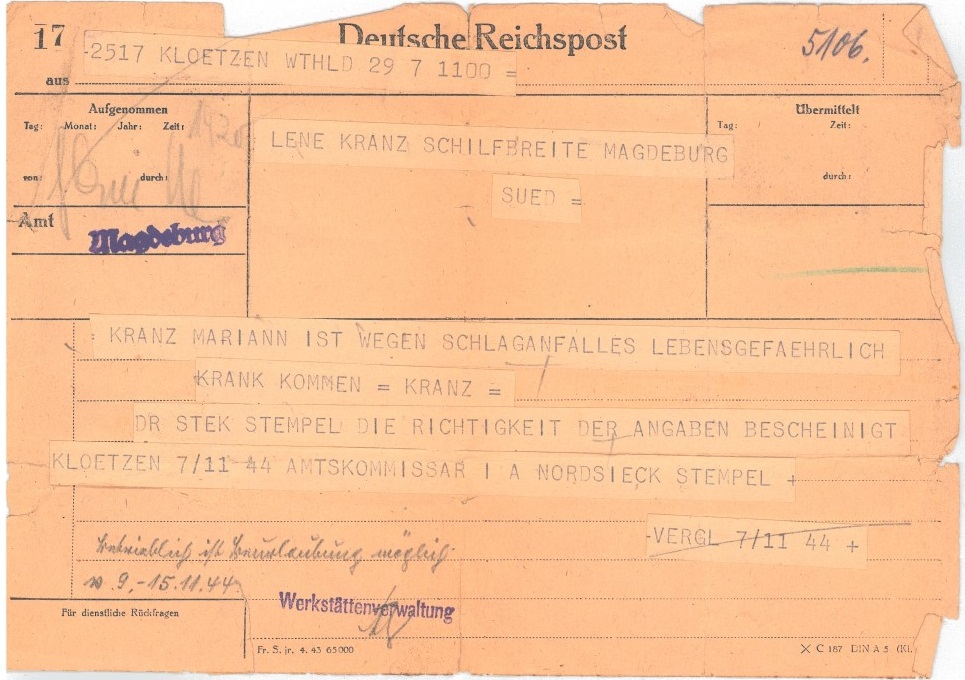 17
Deutsche Reichspost
5106.
-2517 KLOETZEN WTHLD 29 7 1100 =
aus
Aufgenommen
Tag: Monat: Jahr: Zeit:
von: durch:
Übermittelt
Tag: Zeit:
durch:
LENE KRANZ SCHILFBREITE MAGDEBURG
SUED =
Amt
Magdeburg
= KRANZ MARIANN IST WEGEN SCHLAGANFALLES LEBENSGEFAEHRLICH
KRANK KOMMEN = KRANZ =
DR STEK STEMPEL DIE RICHTIGKEIT DER ANGABEN BESCHEINIGT
KLOETZEN 7/11 44 AMTSKOMMISSAR I A NORDSIECK STEMPEL +
-VERGL 7/11 44 +
Betrieblich ist Beurlaubung möglich
v. 9.-15.11.44.
Für dienstliche Rückfragen
Werkstättenverwaltung
Fr. S. jr. 4. 43 65000
C 187 DIN A 5 (Kl.